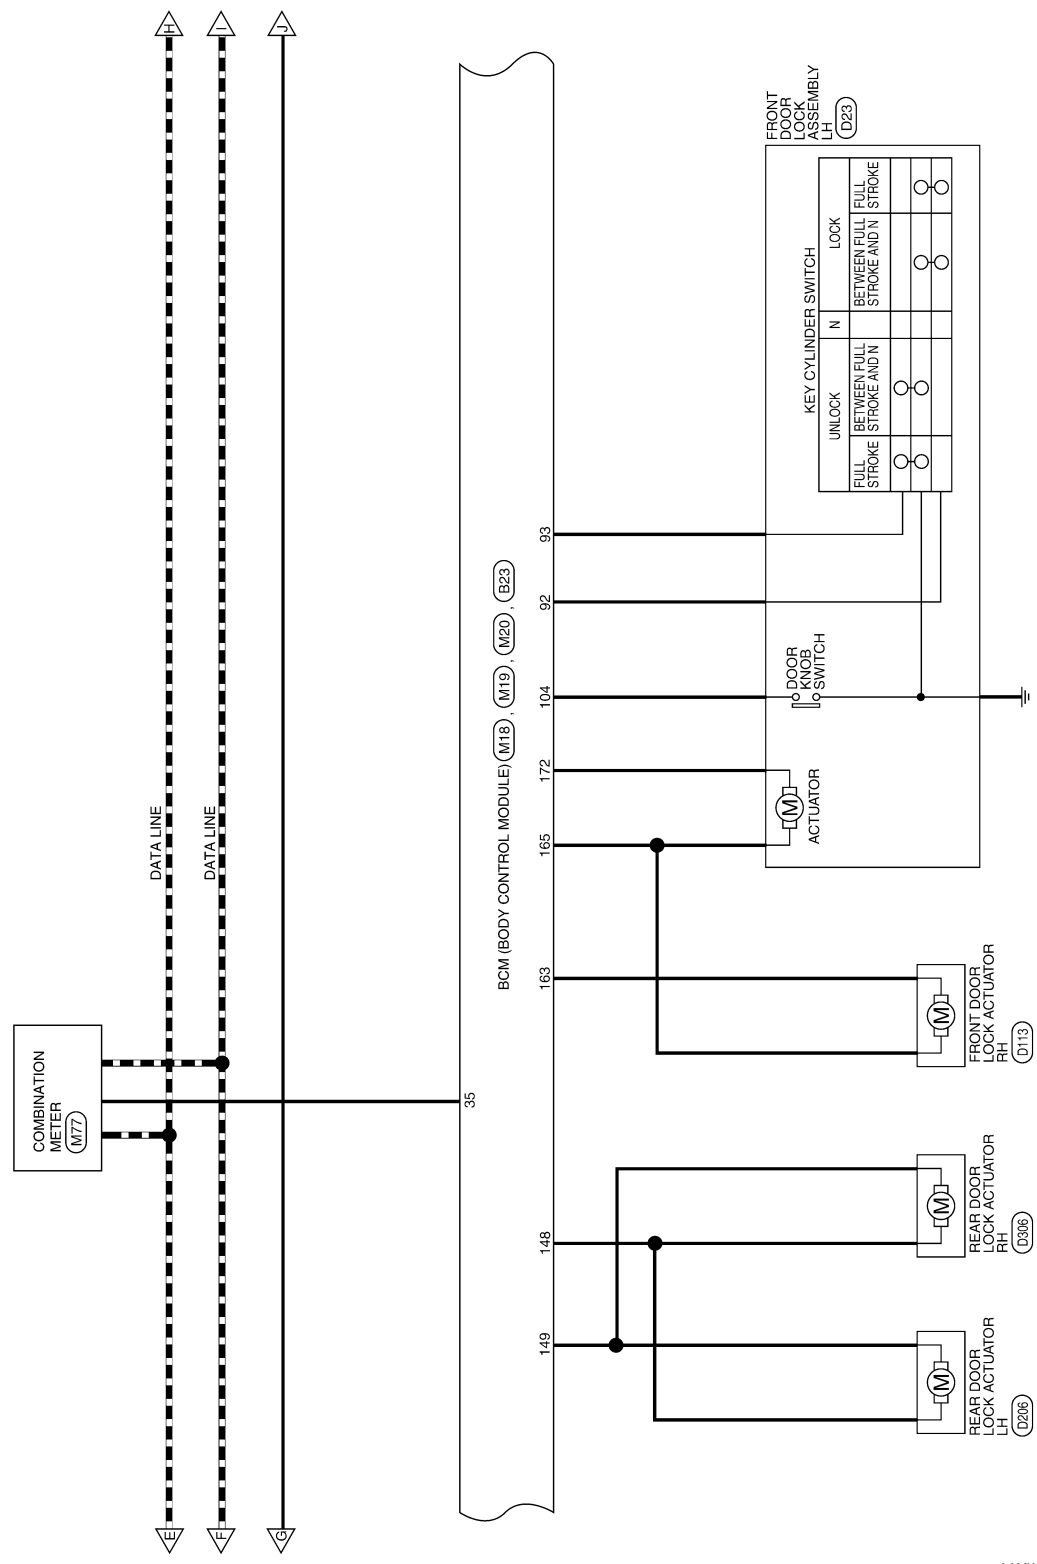 H
I
J
DATA LINE
DATA LINE
E
F
G
COMBINATION
METER
M77
35
BCM (BODY CONTROL MODULE) M18 , M19 , M20 , B23
149
148
163
165
172
104
92
93
FRONT
DOOR
LOCK
ASSEMBLY
LH
D23
KEY CYLINDER SWITCH
UNLOCK
N
LOCK
FULL
STROKE
BETWEEN FULL
STROKE AND N
BETWEEN FULL
STROKE AND N
FULL
STROKE
DOOR
KNOB
SWITCH
M
ACTUATOR
M
FRONT DOOR
LOCK ACTUATOR
RH
D113
M
REAR DOOR
LOCK ACTUATOR
RH
D306
M
REAR DOOR
LOCK ACTUATOR
LH
D206